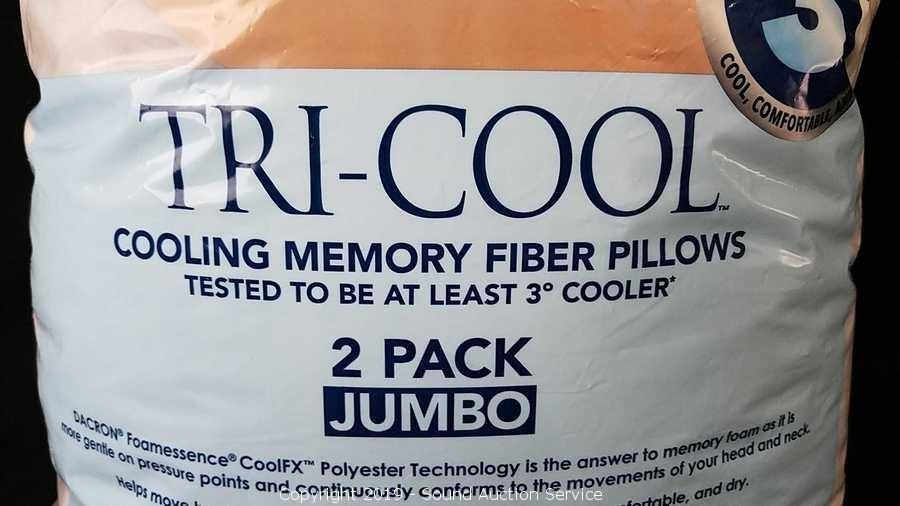 3°
COOL, COMFORTABLE,
TRI-COOL™
COOLING MEMORY FIBER PILLOWS
TESTED TO BE AT LEAST 3° COOLER*
2 PACK
JUMBO
DACRON® Foamessence® CoolFX™ Polyester Technology is the answer to memory foam as it is
more gentle on pressure points and continuously conforms to the movements of your head and neck.
Helps move and dry.
Copyright 2019 - Sound Auction Service